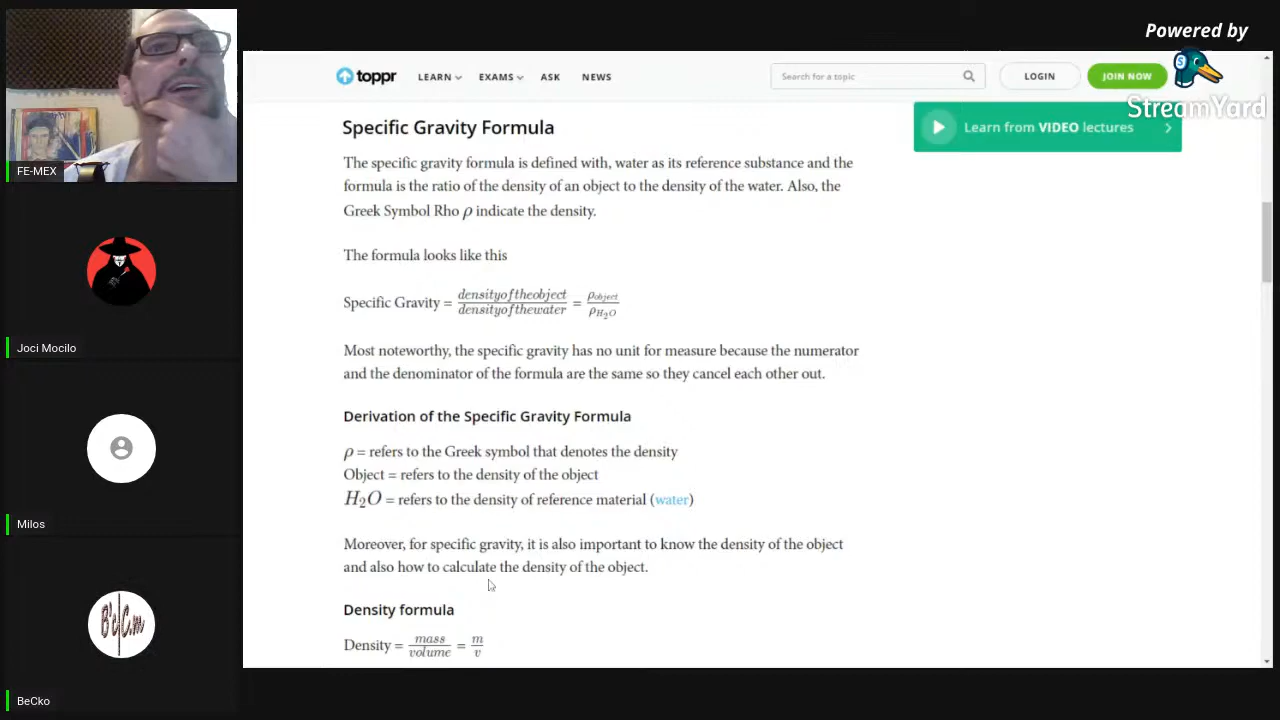 Powered by
StreamYard
toppr LEARN EXAMS ASK NEWS Search for a topic LOGIN JOIN NOW
Specific Gravity Formula
Learn from VIDEO lectures
The specific gravity formula is defined with, water as its reference substance and the
formula is the ratio of the density of an object to the density of the water. Also, the
Greek Symbol Rho ρ indicate the density.
The formula looks like this
Specific Gravity = densityoftheobject/densityofthewater = ρobject/ρH₂O
Most noteworthy, the specific gravity has no unit for measure because the numerator
and the denominator of the formula are the same so they cancel each other out.
Derivation of the Specific Gravity Formula
ρ = refers to the Greek symbol that denotes the density
Object = refers to the density of the object
H₂O = refers to the density of reference material (water)
Moreover, for specific gravity, it is also important to know the density of the object
and also how to calculate the density of the object.
Density formula
Density = mass/volume = m/v
FE-MEX
Joci Mocilo
Milos
BeCko